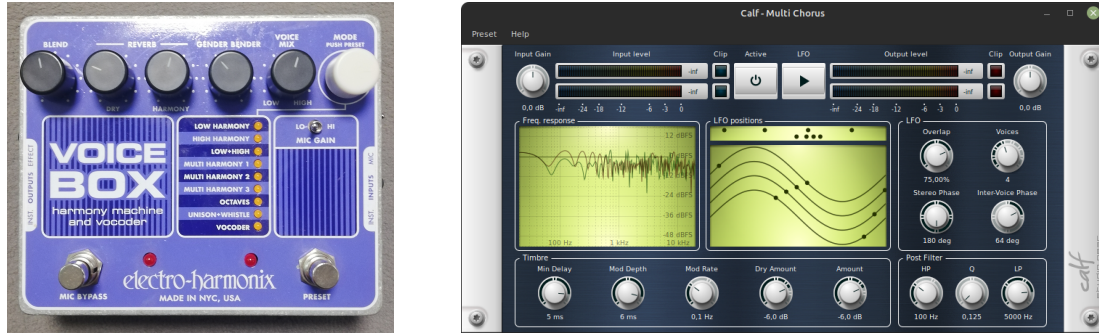 BLEND
REVERB
GENDER BENDER
VOICE
MIX
MODE
PUSH PRESET
DRY
HARMONY
LOW HIGH
LOW HARMONY
HIGH HARMONY
LOW+HIGH
MULTI HARMONY 1
MULTI HARMONY 2
MULTI HARMONY 3
OCTAVES
UNISON+WHISTLE
VOCODER
LO HI
MIC GAIN
INST. OUTPUTS EFFECT
VOICE
BOX
harmony machine
and vocoder
INST. INPUTS MIC
electro-harmonix
MADE IN NYC, USA
MIC BYPASS
PRESET
Calf - Multi Chorus
Preset Help
Input Gain Input level Clip Active LFO Output level Clip Output Gain
-inf -inf
-inf -inf
0,0 dB -inf -24 -18 -12 -6 -3 0 -inf -24 -18 -12 -6 -3 0 0,0 dB
Freq. response LFO positions LFO
12 dBFS
-24 dBFS
-36 dBFS
-48 dBFS
100 Hz 1 kHz 10 kHz
Overlap Voices
75,00% 4
Stereo Phase Inter-Voice Phase
180 deg 64 deg
Timbre
Min Delay Mod Depth Mod Rate Dry Amount Amount
5 ms 6 ms 0,1 Hz -6,0 dB -6,0 dB
Post Filter
HP Q LP
100 Hz 0,125 5000 Hz
calf